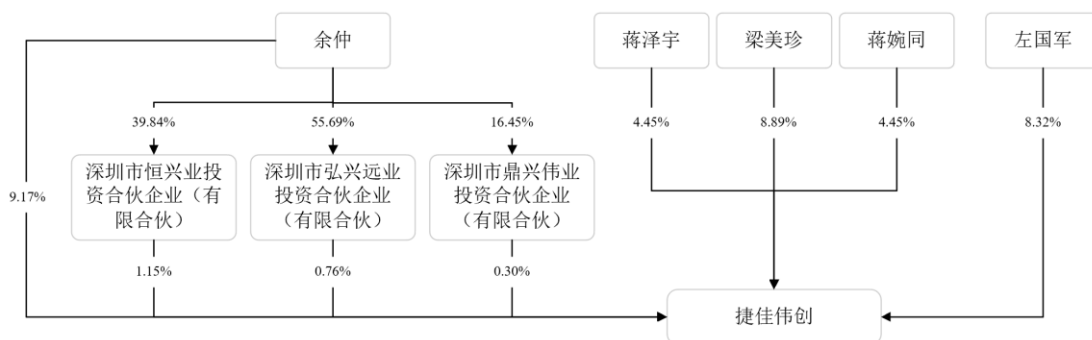 余仲
蒋泽宇
梁美珍
蒋婉同
左国军
39.84%
55.69%
16.45%
4.45%
8.89%
4.45%
8.32%
9.17%
深圳市恒兴业投
资合伙企业（有
限合伙）
深圳市弘兴远业
投资合伙企业
（有限合伙）
深圳市鼎兴伟业
投资合伙企业
（有限合伙）
1.15%
0.76%
0.30%
捷佳伟创